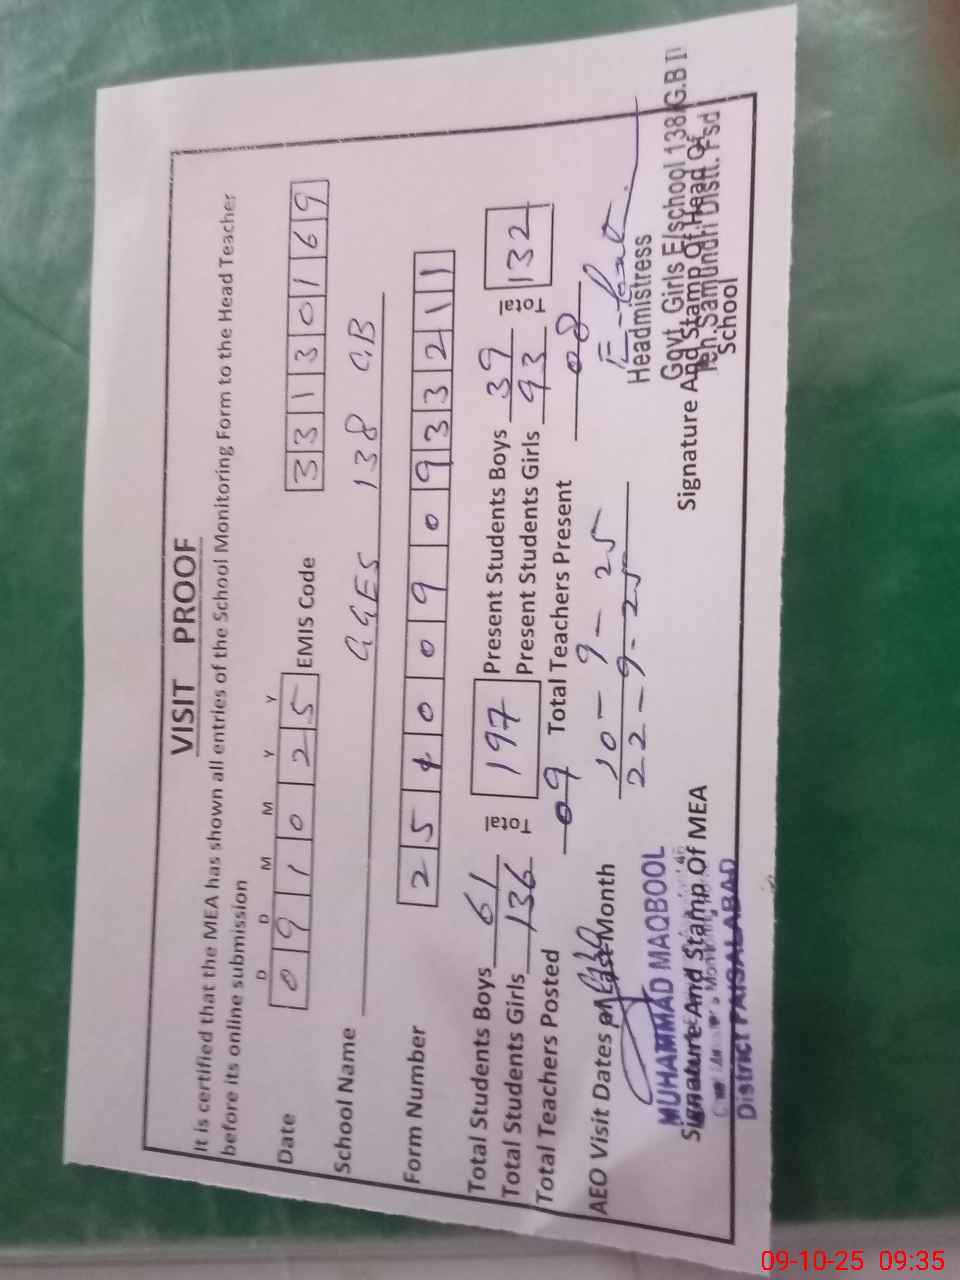 VISIT PROOF
It is certified that the MEA has shown all entries of the School Monitoring Form to the Head Teacher
before its online submission
D D M M Y Y
Date 0 9 1 0 2 5 EMIS Code 3 3 1 3 0 1 6 9
School Name GGES 138 GB
Form Number 2 5 1 0 0 9 0 9 3 3 2 1 1
Total Students Boys 61 Total 197 Present Students Boys 39 Total 132
Total Students Girls 136 Present Students Girls 93
Total Teachers Posted 09 Total Teachers Present 08
AEO Visit Dates of Last Month 10-9-25
22-9-25
MUHAMMAD MAQBOOL
Signature And Stamp Of MEA
District FAISALABAD
Headmistress
Govt. Girls E/school 138/G.B
Signature And Stamp Of Head Of
Teh. Samundri Distt. Fsd
School
09-10-25 09:35